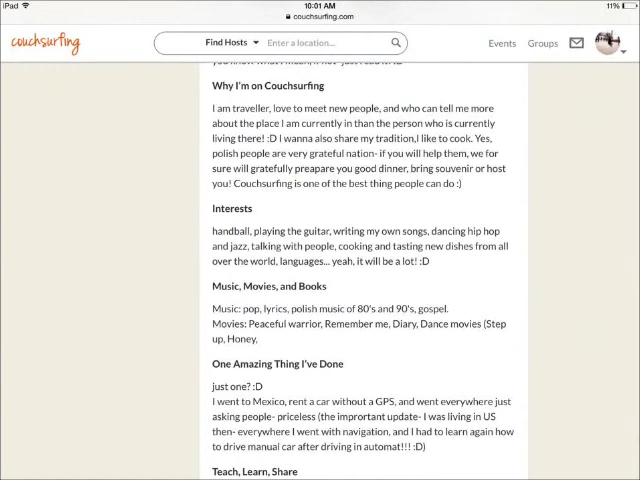 iPad
10:01 AM
11%
couchsurfing.com
couchsurfing
Find Hosts
Enter a location...
Events
Groups
Why I'm on Couchsurfing
I am traveller, love to meet new people, and who can tell me more
about the place I am currently in than the person who is currently
living there! :D I wanna also share my tradition,I like to cook. Yes,
polish people are very grateful nation- if you will help them, we for
sure will gratefully preapare you good dinner, bring souvenir or host
you! Couchsurfing is one of the best thing people can do :)
Interests
handball, playing the guitar, writing my own songs, dancing hip hop
and jazz, talking with people, cooking and tasting new dishes from all
over the world, languages... yeah, it will be a lot! :D
Music, Movies, and Books
Music: pop, lyrics, polish music of 80's and 90's, gospel.
Movies: Peaceful warrior, Remember me, Diary, Dance movies (Step
up, Honey,
One Amazing Thing I've Done
just one? :D
I went to Mexico, rent a car without a GPS, and went everywhere just
asking people- priceless (the improrant update- I was living in US
then- everywhere I went with navigation, and I had to learn again how
to drive manual car after driving in automat!!! :D)
Teach, Learn, Share